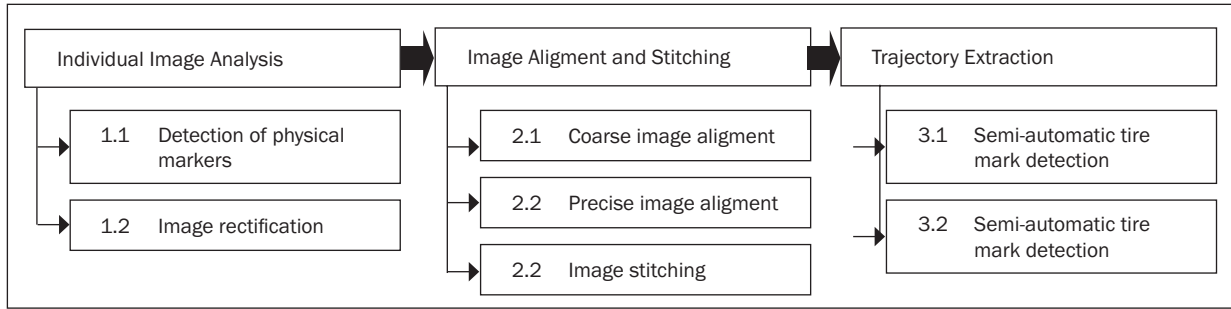 Individual Image Analysis
1.1 Detection of physical
markers
1.2 Image rectification
Image Aligment and Stitching
2.1 Coarse image aligment
2.2 Precise image aligment
2.2 Image stitching
Trajectory Extraction
3.1 Semi-automatic tire
mark detection
3.2 Semi-automatic tire
mark detection